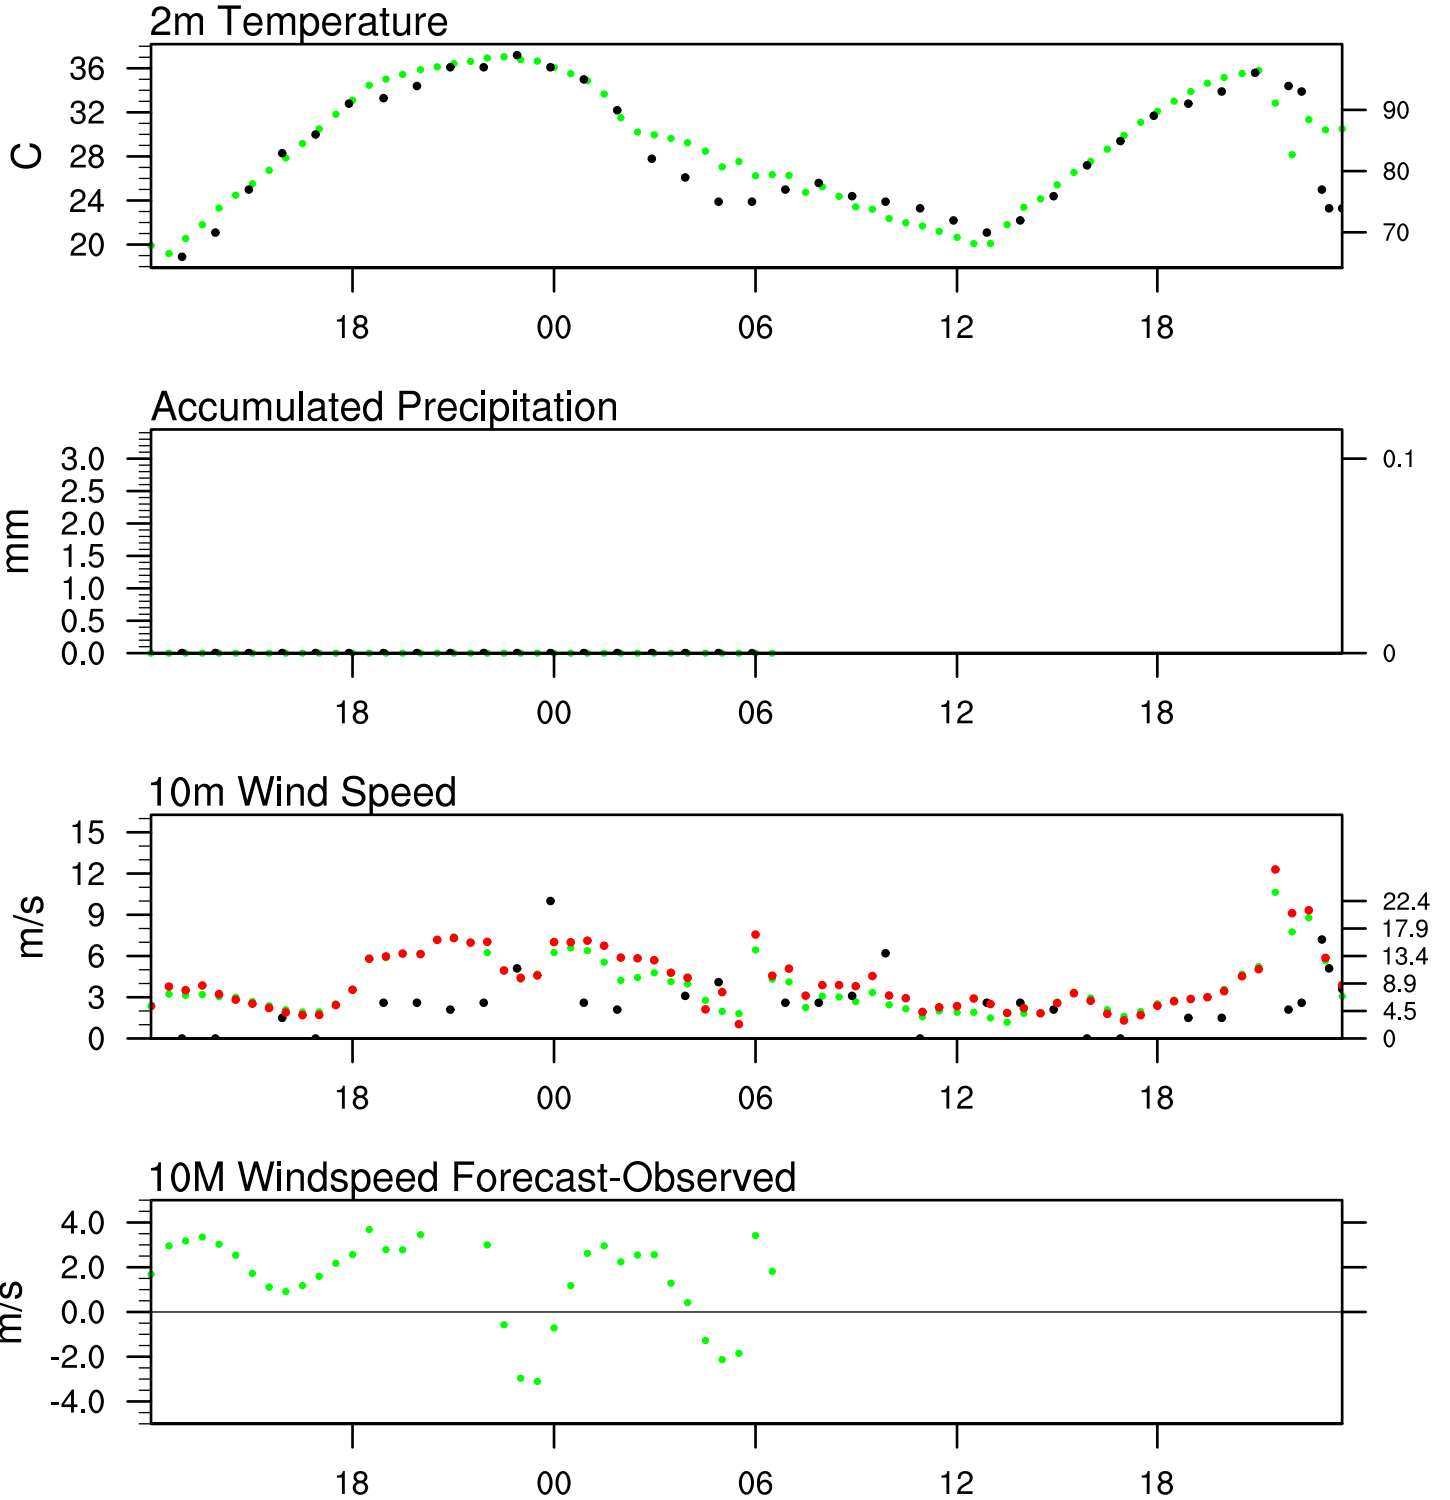 2m Temperature
C
36
32
28
24
20
90
80
70
18 00 06 12 18
Accumulated Precipitation
mm
3.0
2.5
2.0
1.5
1.0
0.5
0.0
0.1
0
18 00 06 12 18
10m Wind Speed
m/s
15
12
9
6
3
0
22.4
17.9
13.4
8.9
4.5
0
18 00 06 12 18
10M Windspeed Forecast-Observed
m/s
4.0
2.0
0.0
-2.0
-4.0
18 00 06 12 18